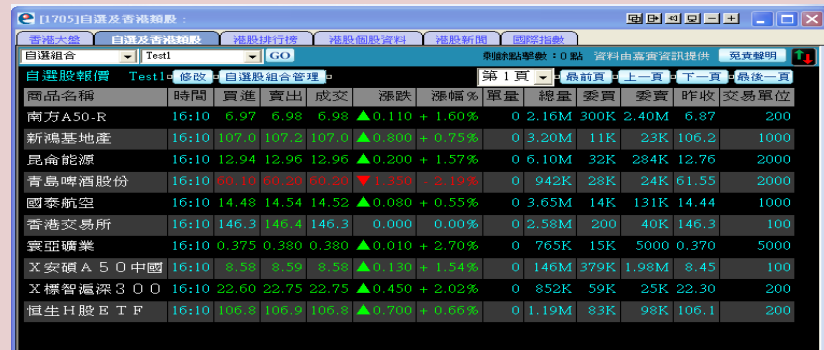 [1705]自選及香港類股 :
香港大盤 自選及香港類股 港股排行榜 港股個股資料 港股新聞 國際指數
自選組合 Test1 GO 剩餘點擊數：0 點 資料由嘉實資訊提供 免責聲明
自選股報價 Test1 修改 自選股組合管理 第 1 頁 最前頁 上一頁 下一頁 最後一頁
商品名稱 時間 買進 賣出 成交 漲跌 漲幅% 單量 總量 委買 委賣 昨收 交易單位
南方A50-R 16:10 6.97 6.98 6.98 ▲0.110 + 1.60% 0 2.16M 300K 2.40M 6.87 200
新鴻基地產 16:10 107.0 107.2 107.0 ▲0.800 + 0.75% 0 3.20M 11K 23K 106.2 1000
昆侖能源 16:10 12.94 12.96 12.96 ▲0.200 + 1.57% 0 6.10M 32K 284K 12.76 2000
青島啤酒股份 16:10 60.10 60.20 60.20 ▼1.350 - 2.19% 0 942K 28K 24K 61.55 2000
國泰航空 16:10 14.48 14.54 14.52 ▲0.080 + 0.55% 0 3.65M 14K 131K 14.44 1000
香港交易所 16:10 146.3 146.4 146.3 0.000 0.00% 0 2.58M 200 40K 146.3 100
寰亞礦業 16:10 0.375 0.380 0.380 ▲0.010 + 2.70% 0 765K 15K 5000 0.370 5000
X安碩A50中國 16:10 8.58 8.59 8.58 ▲0.130 + 1.54% 0 146M 379K 1.98M 8.45 100
X標智滬深300 16:10 22.60 22.75 22.75 ▲0.450 + 2.02% 0 852K 59K 25K 22.30 200
恒生H股ETF 16:10 106.8 106.9 106.8 ▲0.700 + 0.66% 0 1.19M 83K 98K 106.1 200